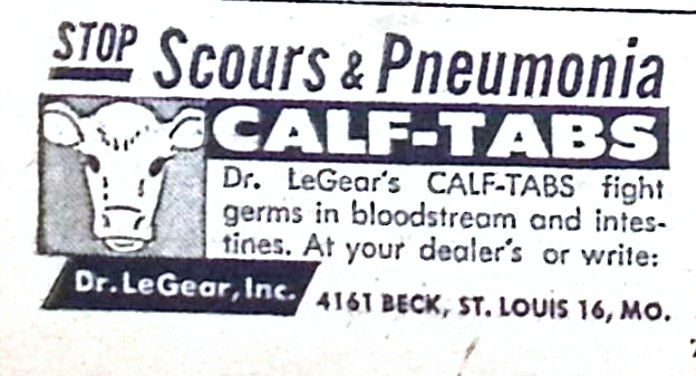 STOP Scours & Pneumonia
CALF-TABS
Dr. LeGear's CALF-TABS fight
germs in bloodstream and intes-
tines. At your dealer's or write:
Dr. LeGear, Inc. 4161 BECK, ST. LOUIS 16, MO.